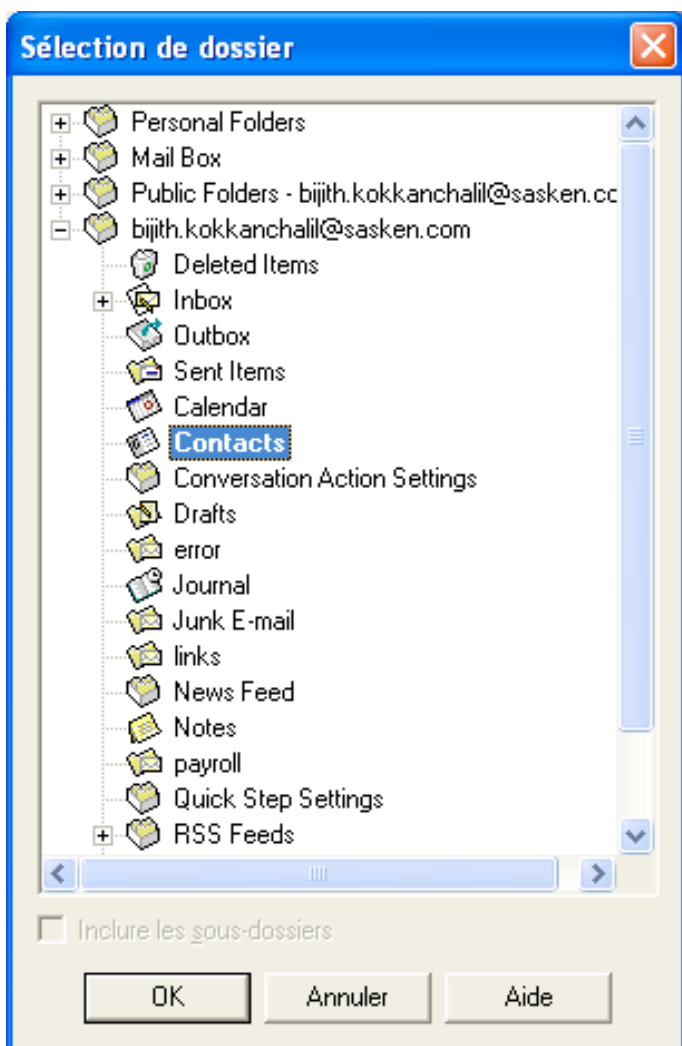 Sélection de dossier
Personal Folders
Mail Box
Public Folders - bijith.kokkanchalil@sasken.cc
bijith.kokkanchalil@sasken.com
Deleted Items
Inbox
Outbox
Sent Items
Calendar
Contacts
Conversation Action Settings
Drafts
error
Journal
Junk E-mail
links
News Feed
Notes
payroll
Quick Step Settings
RSS Feeds
Inclure les sous-dossiers
OK Annuler Aide